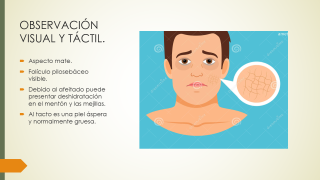 OBSERVACIÓN
VISUAL Y TÁCTIL.
Aspecto mate.
Folículo pilosebáceo
visible.
Debido al afeitado puede
presentar deshidratación
en el mentón y las mejillas.
Al tacto es una piel áspera
y normalmente gruesa.